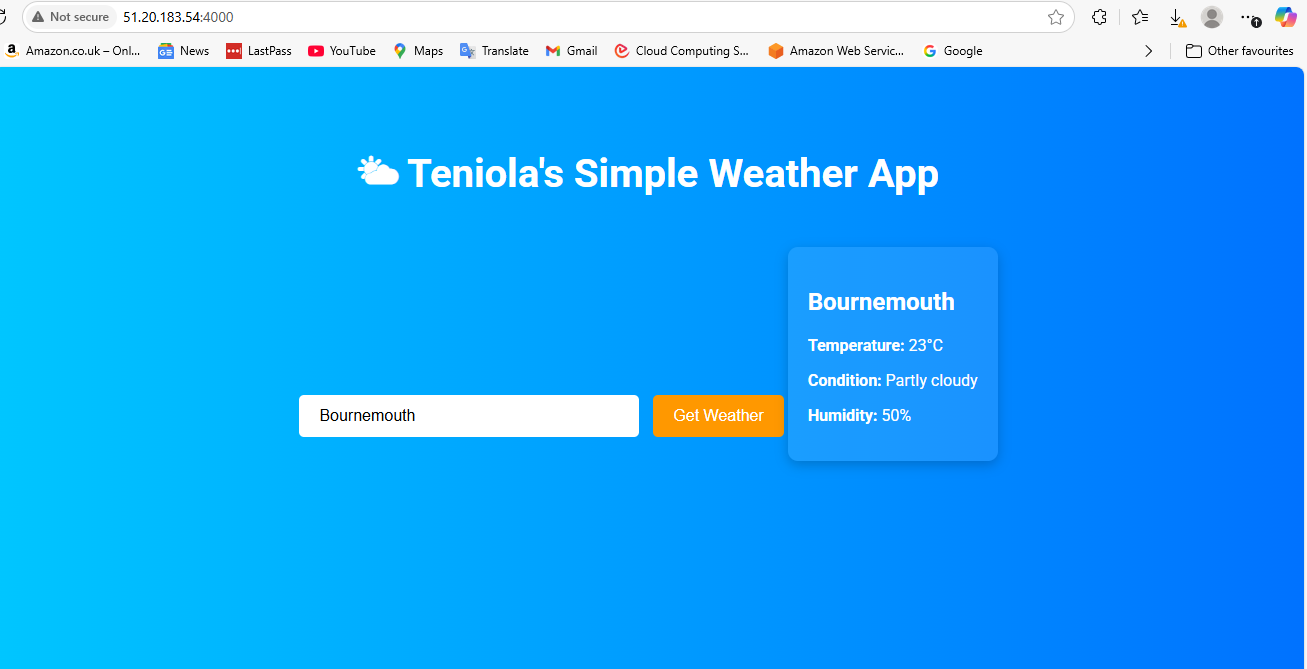 Not secure 51.20.183.54:4000
Amazon.co.uk – Onl... News LastPass YouTube Maps Translate Gmail Cloud Computing S... Amazon Web Servic... Google Other favourites
Teniola's Simple Weather App
Bournemouth
Temperature: 23°C
Condition: Partly cloudy
Humidity: 50%
Bournemouth Get Weather